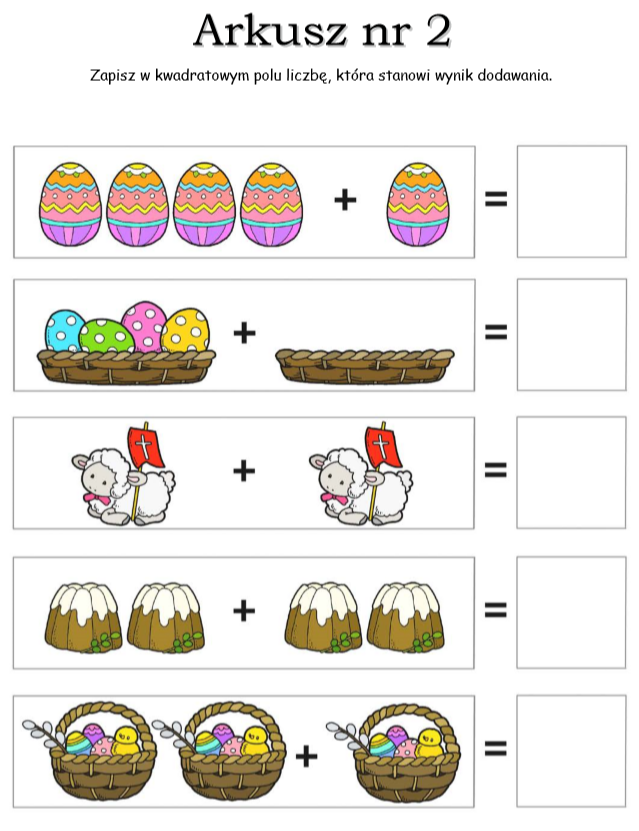 Arkusz nr 2
Zapisz w kwadratowym polu liczbę, która stanowi wynik dodawania.
+ =
+ =
+ =
+ =
+ =